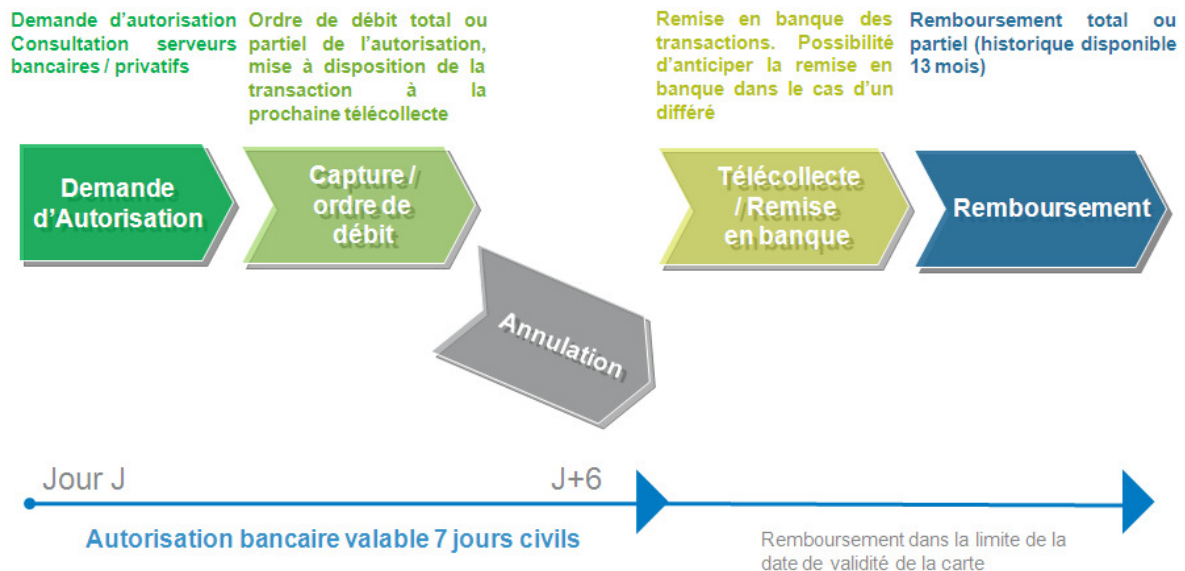 Demande d’autorisation
Consultation serveurs
bancaires / privatifs
Ordre de débit total ou
partiel de l’autorisation,
mise à disposition de la
transaction à la
prochaine télécollecte
Remise en banque des
transactions. Possibilité
d’anticiper la remise en
banque dans le cas d’un
différé
Remboursement total ou
partiel (historique disponible
13 mois)
Demande
d’Autorisation
Capture /
ordre de
débit
Annulation
Télécollecte
/ Remise
en banque
Remboursement
Jour J
J+6
Autorisation bancaire valable 7 jours civils
Remboursement dans la limite de la
date de validité de la carte